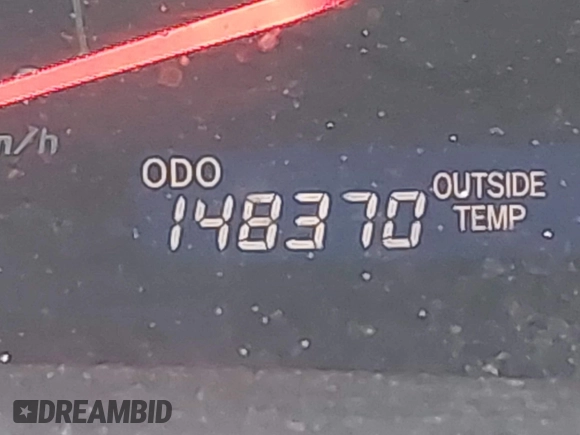 m/h
ODO
148370
OUTSIDE
TEMP
DREAMBID